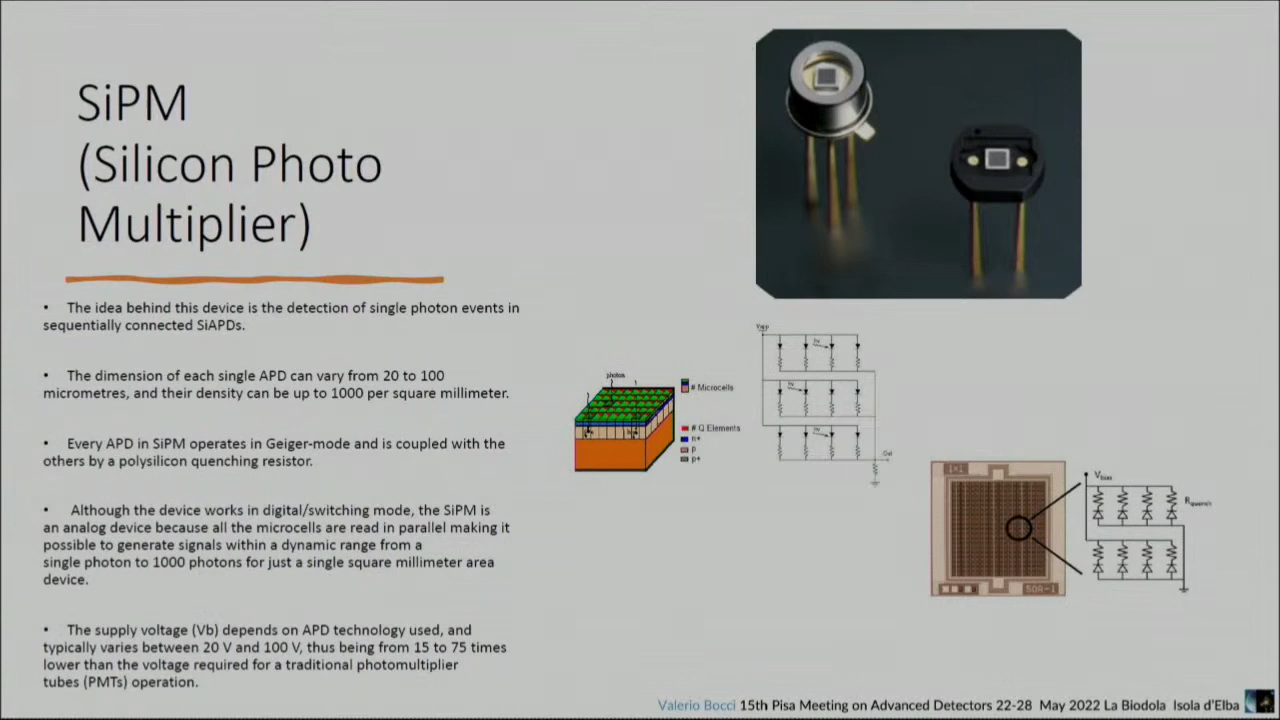 SiPM
(Silicon Photo
Multiplier)
• The idea behind this device is the detection of single photon events in
sequentially connected SiAPDs.
• The dimension of each single APD can vary from 20 to 100
micrometres, and their density can be up to 1000 per square millimeter.
• Every APD in SiPM operates in Geiger-mode and is coupled with the
others by a polysilicon quenching resistor.
• Although the device works in digital/switching mode, the SiPM is
an analog device because all the microcells are read in parallel making it
possible to generate signals within a dynamic range from a
single photon to 1000 photons for just a single square millimeter area
device.
• The supply voltage (Vb) depends on APD technology used, and
typically varies between 20 V and 100 V, thus being from 15 to 75 times
lower than the voltage required for a traditional photomultiplier
tubes (PMTs) operation.
photons
# Microcells
# Q Elements
n+
p
p+
hv
hv
hv
Out
1×1
Vbias
Rquench
Valerio Bocci 15th Pisa Meeting on Advanced Detectors 22-28 May 2022 La Biodola Isola d'Elba